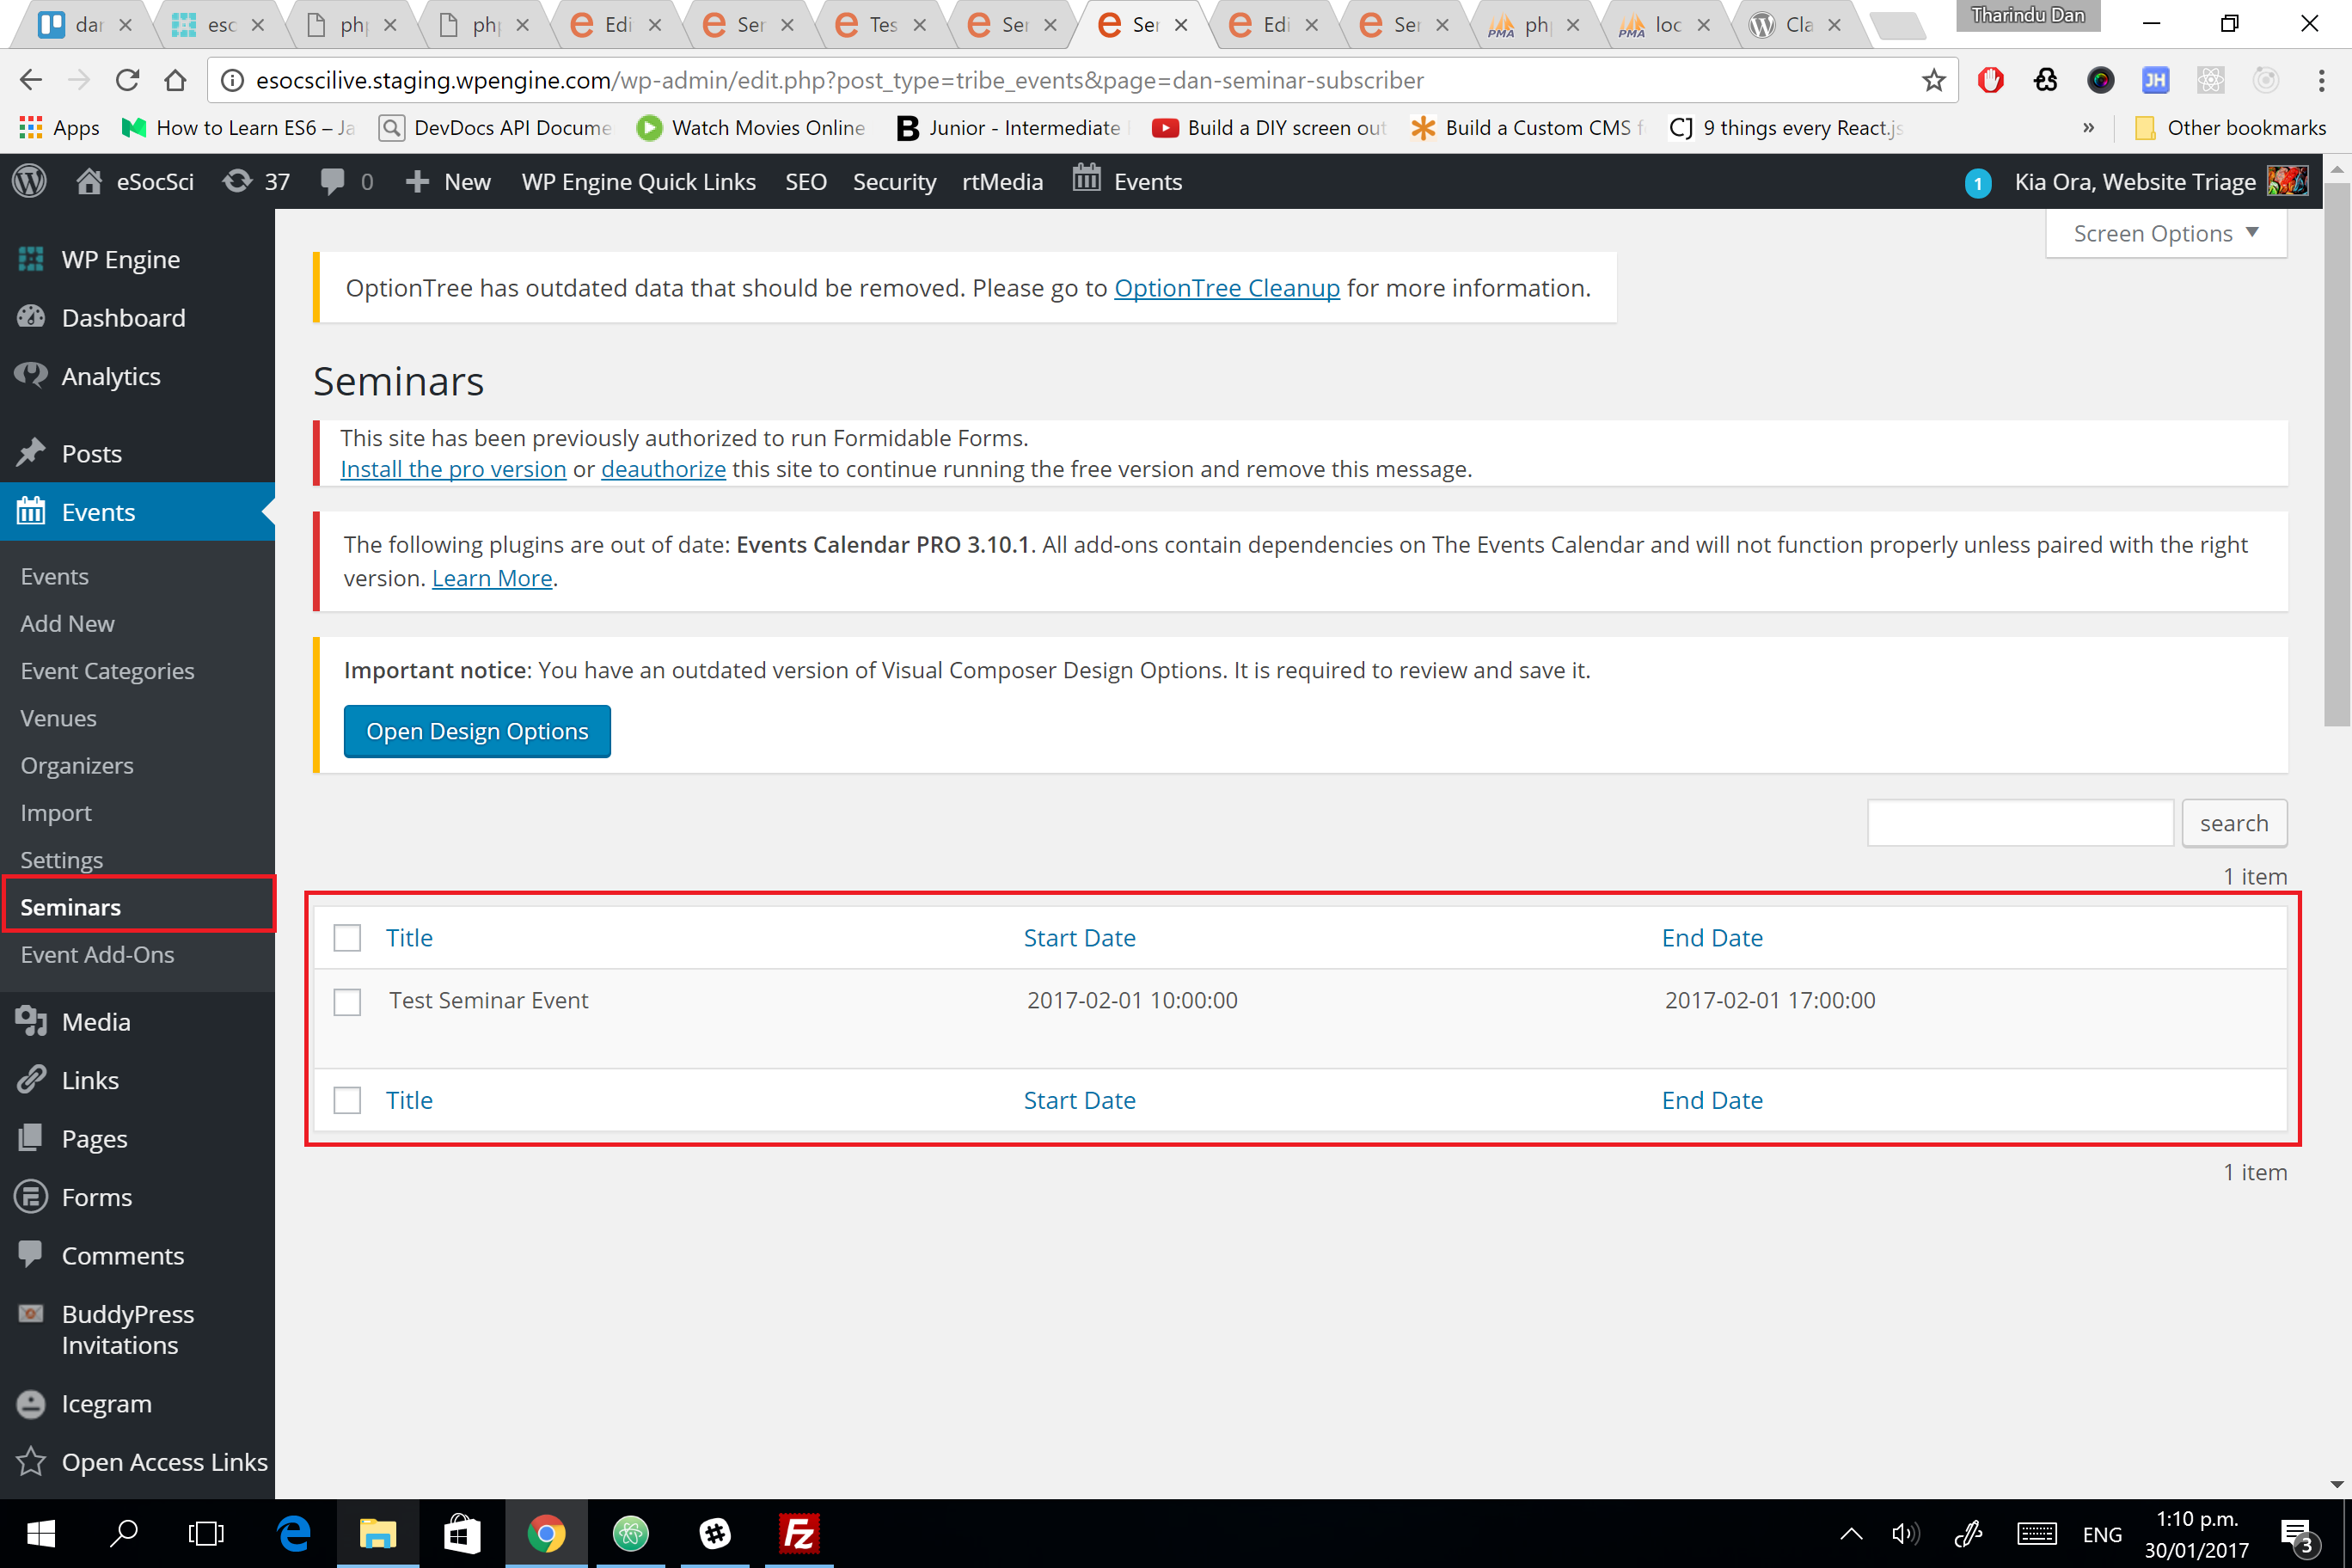 dar
esc
php
php
Edi
Ser
Tes
Ser
Ser
Edi
Ser
php
loc
Cla
Tharindu Dan
esocscilive.staging.wpengine.com/wp-admin/edit.php?post_type=tribe_events&page=dan-seminar-subscriber
JH
Apps
How to Learn ES6 – Ja
DevDocs API Docume
Watch Movies Online
B Junior - Intermediate
Build a DIY screen out
Build a Custom CMS f
CJ 9 things every React.js
»
Other bookmarks
eSocSci
37
0
New
WP Engine Quick Links
SEO
Security
rtMedia
Events
1
Kia Ora, Website Triage
Screen Options
WP Engine
Dashboard
Analytics
Posts
Events
Events
Add New
Event Categories
Venues
Organizers
Import
Settings
Seminars
Event Add-Ons
Media
Links
Pages
Forms
Comments
BuddyPress
Invitations
Icegram
Open Access Links
OptionTree has outdated data that should be removed. Please go to OptionTree Cleanup for more information.
Seminars
This site has been previously authorized to run Formidable Forms.
Install the pro version or deauthorize this site to continue running the free version and remove this message.
The following plugins are out of date: Events Calendar PRO 3.10.1. All add-ons contain dependencies on The Events Calendar and will not function properly unless paired with the right
version. Learn More.
Important notice: You have an outdated version of Visual Composer Design Options. It is required to review and save it.
Open Design Options
search
1 item
Title Start Date End Date
Test Seminar Event 2017-02-01 10:00:00 2017-02-01 17:00:00
Title Start Date End Date
1 item
ENG
1:10 p.m.
30/01/2017
3